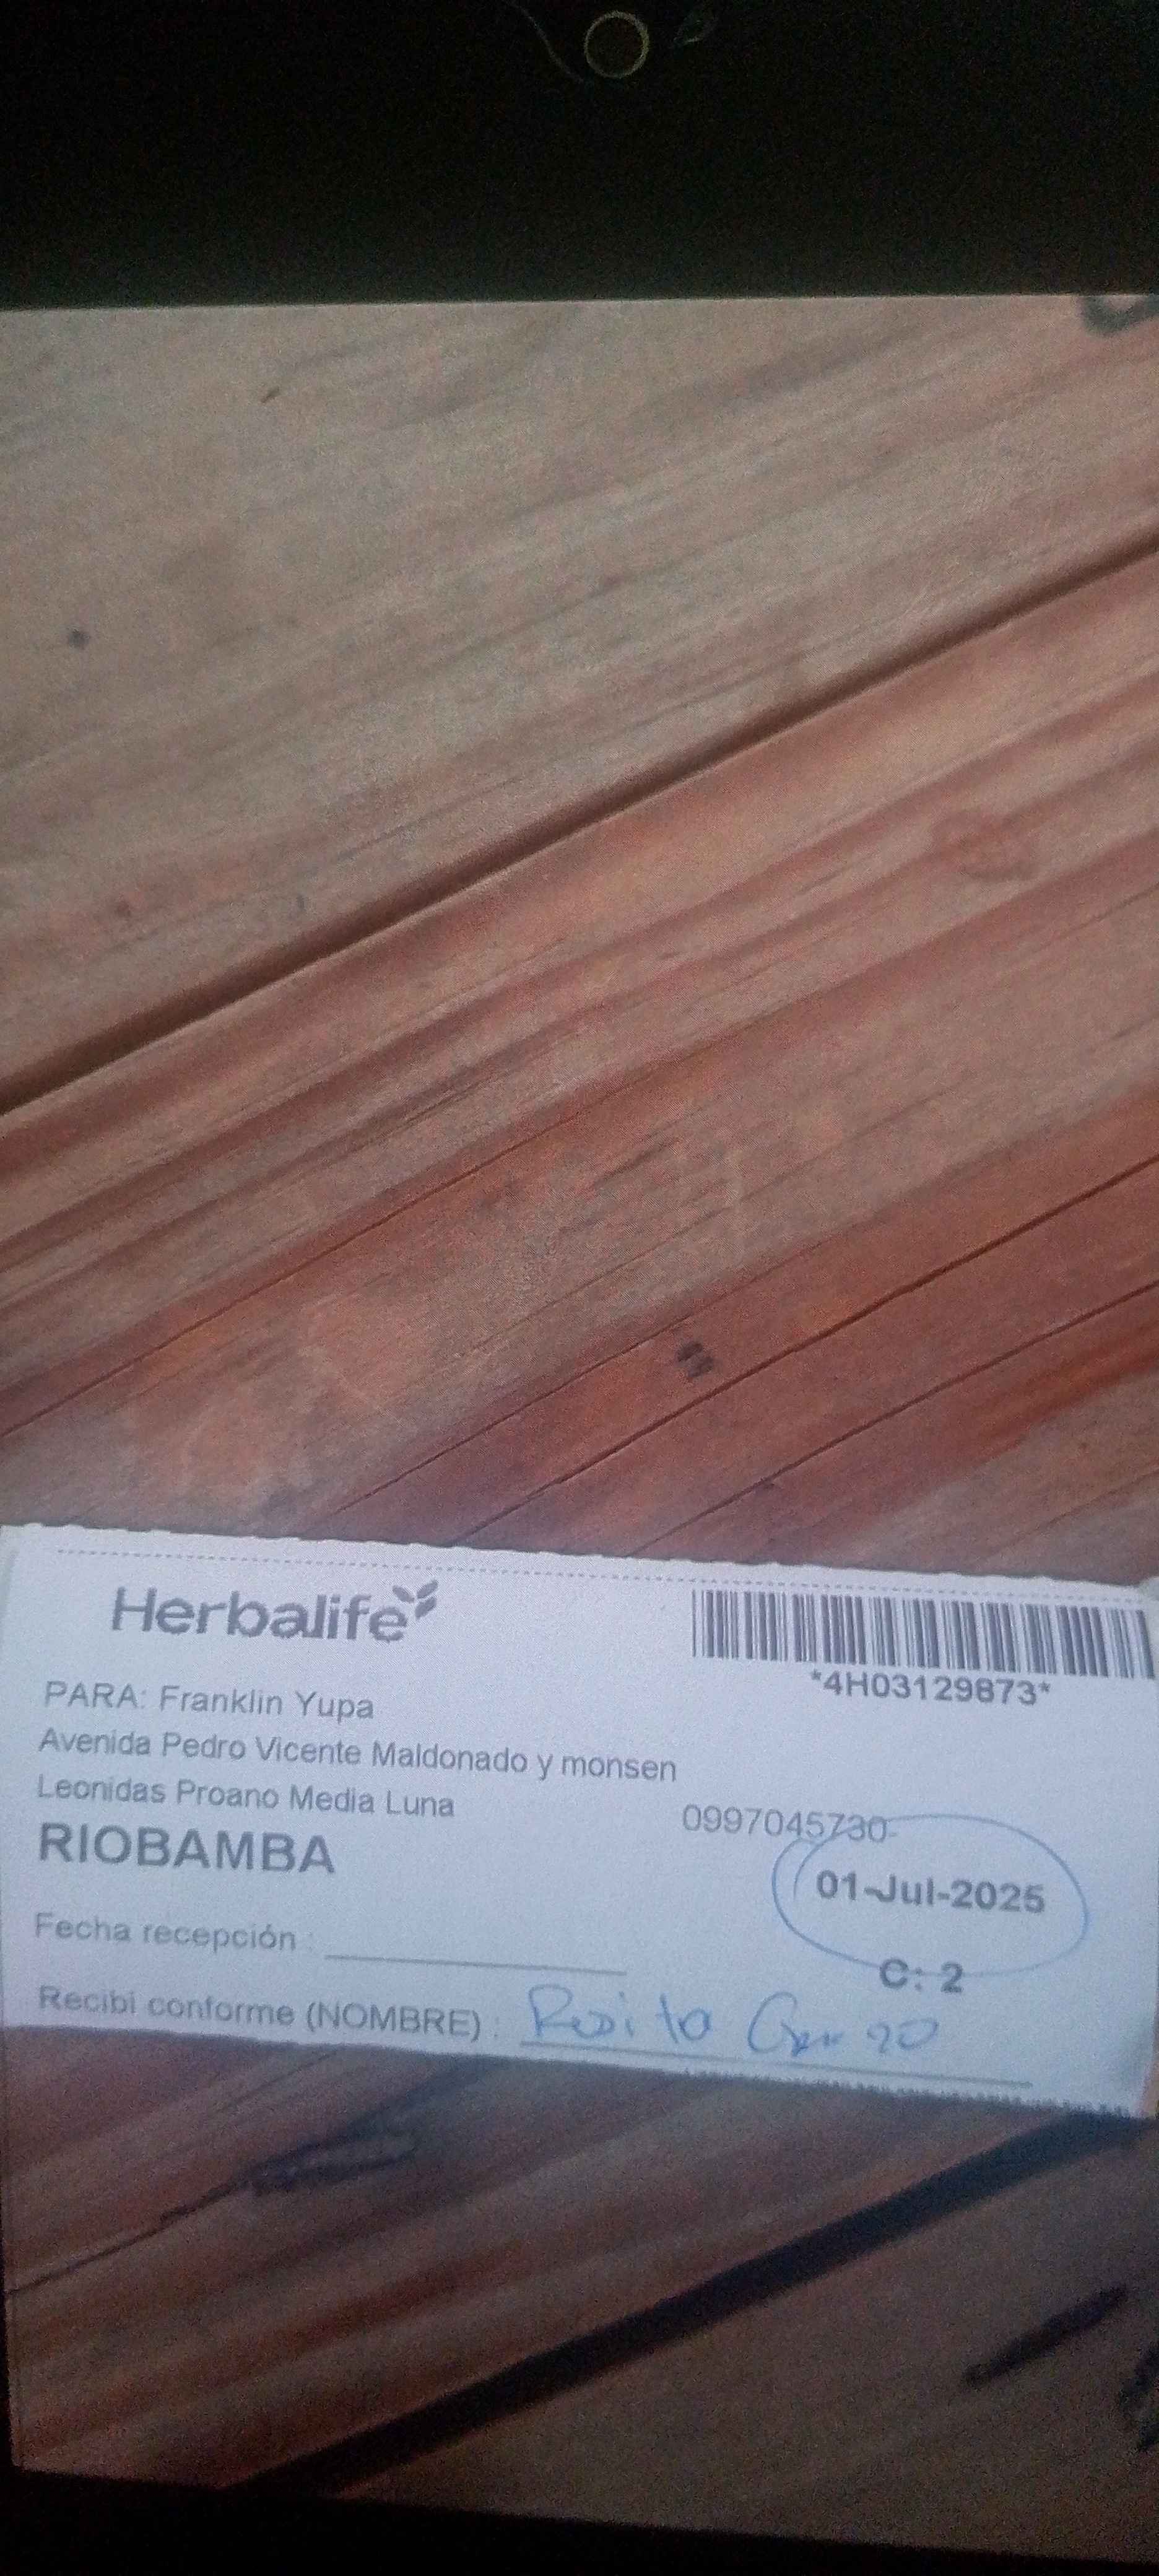 Herbalife
*4H03129873*
PARA: Franklin Yupa
Avenida Pedro Vicente Maldonado y monsen
Leonidas Proano Media Luna
0997045730
RIOBAMBA
01-Jul-2025
Fecha recepción :
C: 2
Recibi conforme (NOMBRE) : Rosita